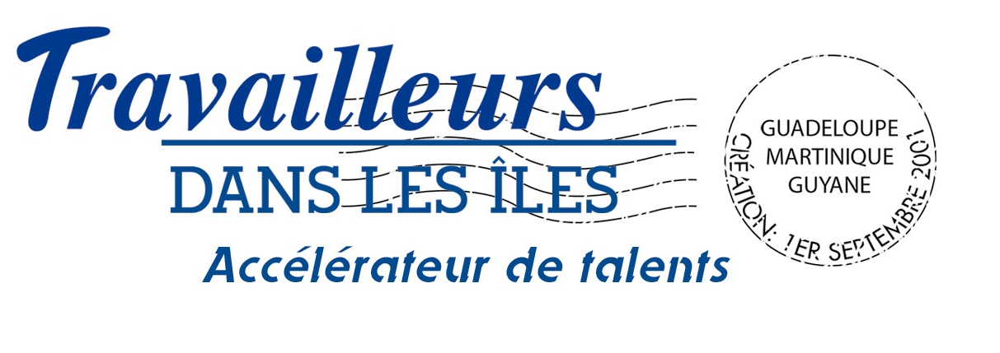 Travailleurs
DANS LES ÎLES
Accélérateur de talents
GUADELOUPE
MARTINIQUE
GUYANE
CRÉATION: 1ER SEPTEMBRE 2001